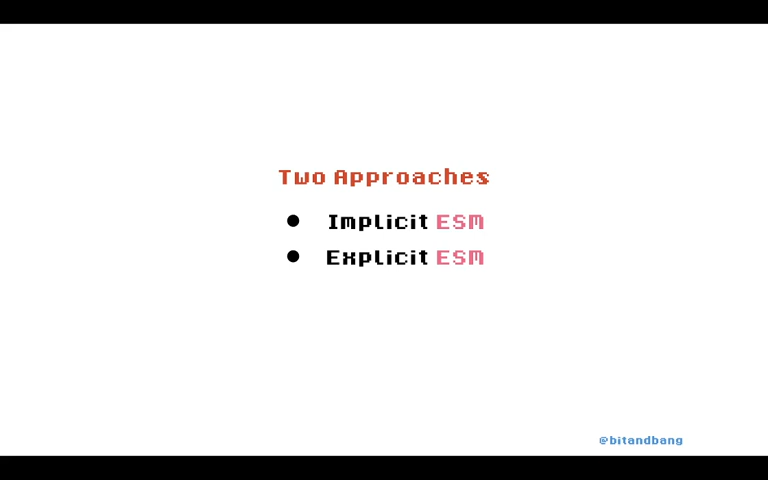 Two Approaches
● Implicit ESM
● Explicit ESM
@bitandbang